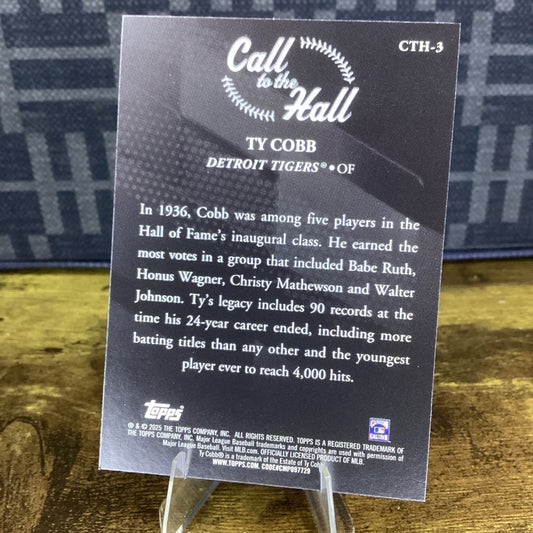 CTH-3
Call
to the
Hall
TY COBB
DETROIT TIGERS® • OF
In 1936, Cobb was among five players in the
Hall of Fame's inaugural class. He earned the
most votes in a group that included Babe Ruth,
Honus Wagner, Christy Mathewson and Walter
Johnson. Ty's legacy includes 90 records at the
time his 24-year career ended, including more
batting titles than any other and the youngest
player ever to reach 4,000 hits.
Topps
® & © 2025 THE TOPPS COMPANY, INC. ALL RIGHTS RESERVED. TOPPS IS A REGISTERED TRADEMARK OF
THE TOPPS COMPANY, INC. Major League Baseball trademarks and copyrights are used with permission of
Major League Baseball. Visit MLB.com. OFFICIALLY LICENSED PRODUCT OF MLB.
Ty Cobb® is a trademark of the Estate of Ty Cobb
WWW.TOPPS.COM. CODE#CMP097729